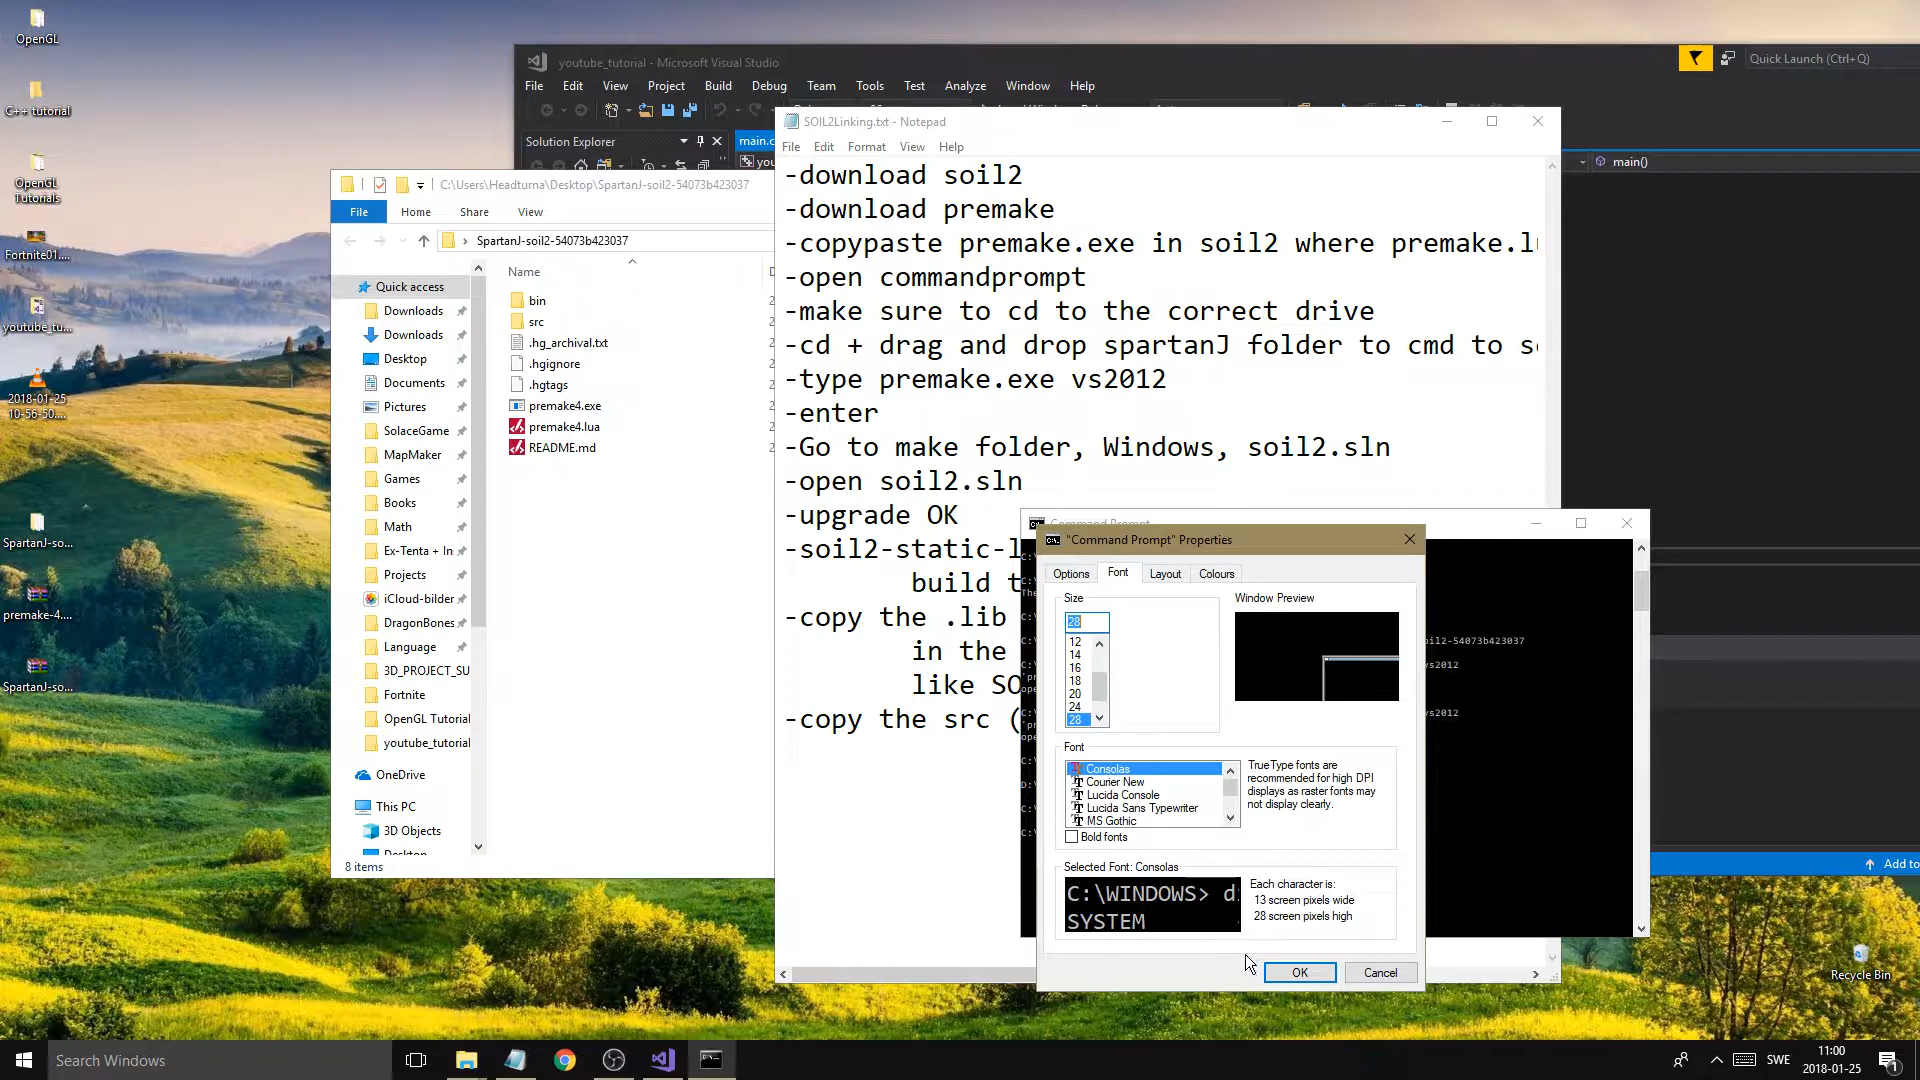 OpenGL
C++ tutorial
OpenGL
Tutorials
Fortnite01....
youtube_tu...
2018-01-25
10-56-50....
SpartanJ-so...
premake-4....
SpartanJ-so...
Recycle Bin
youtube_tutorial - Microsoft Visual Studio
Quick Launch (Ctrl+Q)
File Edit View Project Build Debug Team Tools Test Analyze Window Help
Solution Explorer
main.c
main()
Add to
C:\Users\Headturna\Desktop\SpartanJ-soil2-54073b423037
File Home Share View
SpartanJ-soil2-54073b423037
Name
Quick access
Downloads
Downloads
Desktop
Documents
Pictures
SolaceGame
MapMaker
Games
Books
Math
Ex-Tenta + In
Projects
iCloud-bilder
DragonBones
Language
3D_PROJECT_SU
Fortnite
OpenGL Tutorial
youtube_tutorial
OneDrive
This PC
3D Objects
Desktop
bin
src
.hg_archival.txt
.hgignore
.hgtags
premake4.exe
premake4.lua
README.md
8 items
SOIL2Linking.txt - Notepad
File Edit Format View Help
-download soil2
-download premake
-copypaste premake.exe in soil2 where premake.l
-open commandprompt
-make sure to cd to the correct drive
-cd + drag and drop spartanJ folder to cmd to s
-type premake.exe vs2012
-enter
-Go to make folder, Windows, soil2.sln
-open soil2.sln
-upgrade OK
-soil2-static-l
build t
-copy the .lib
in the
like SO
-copy the src (
Command Prompt
oil2-54073b423037
vs2012
vs2012
"Command Prompt" Properties
Options Font Layout Colours
Size
28
12
14
16
18
20
24
28
Window Preview
Font
Consolas
Courier New
Lucida Console
Lucida Sans Typewriter
MS Gothic
Bold fonts
TrueType fonts are
recommended for high DPI
displays as raster fonts may
not display clearly.
Selected Font: Consolas
C:\WINDOWS> d
SYSTEM
Each character is:
13 screen pixels wide
28 screen pixels high
OK Cancel
Search Windows
SWE
11:00
2018-01-25
1